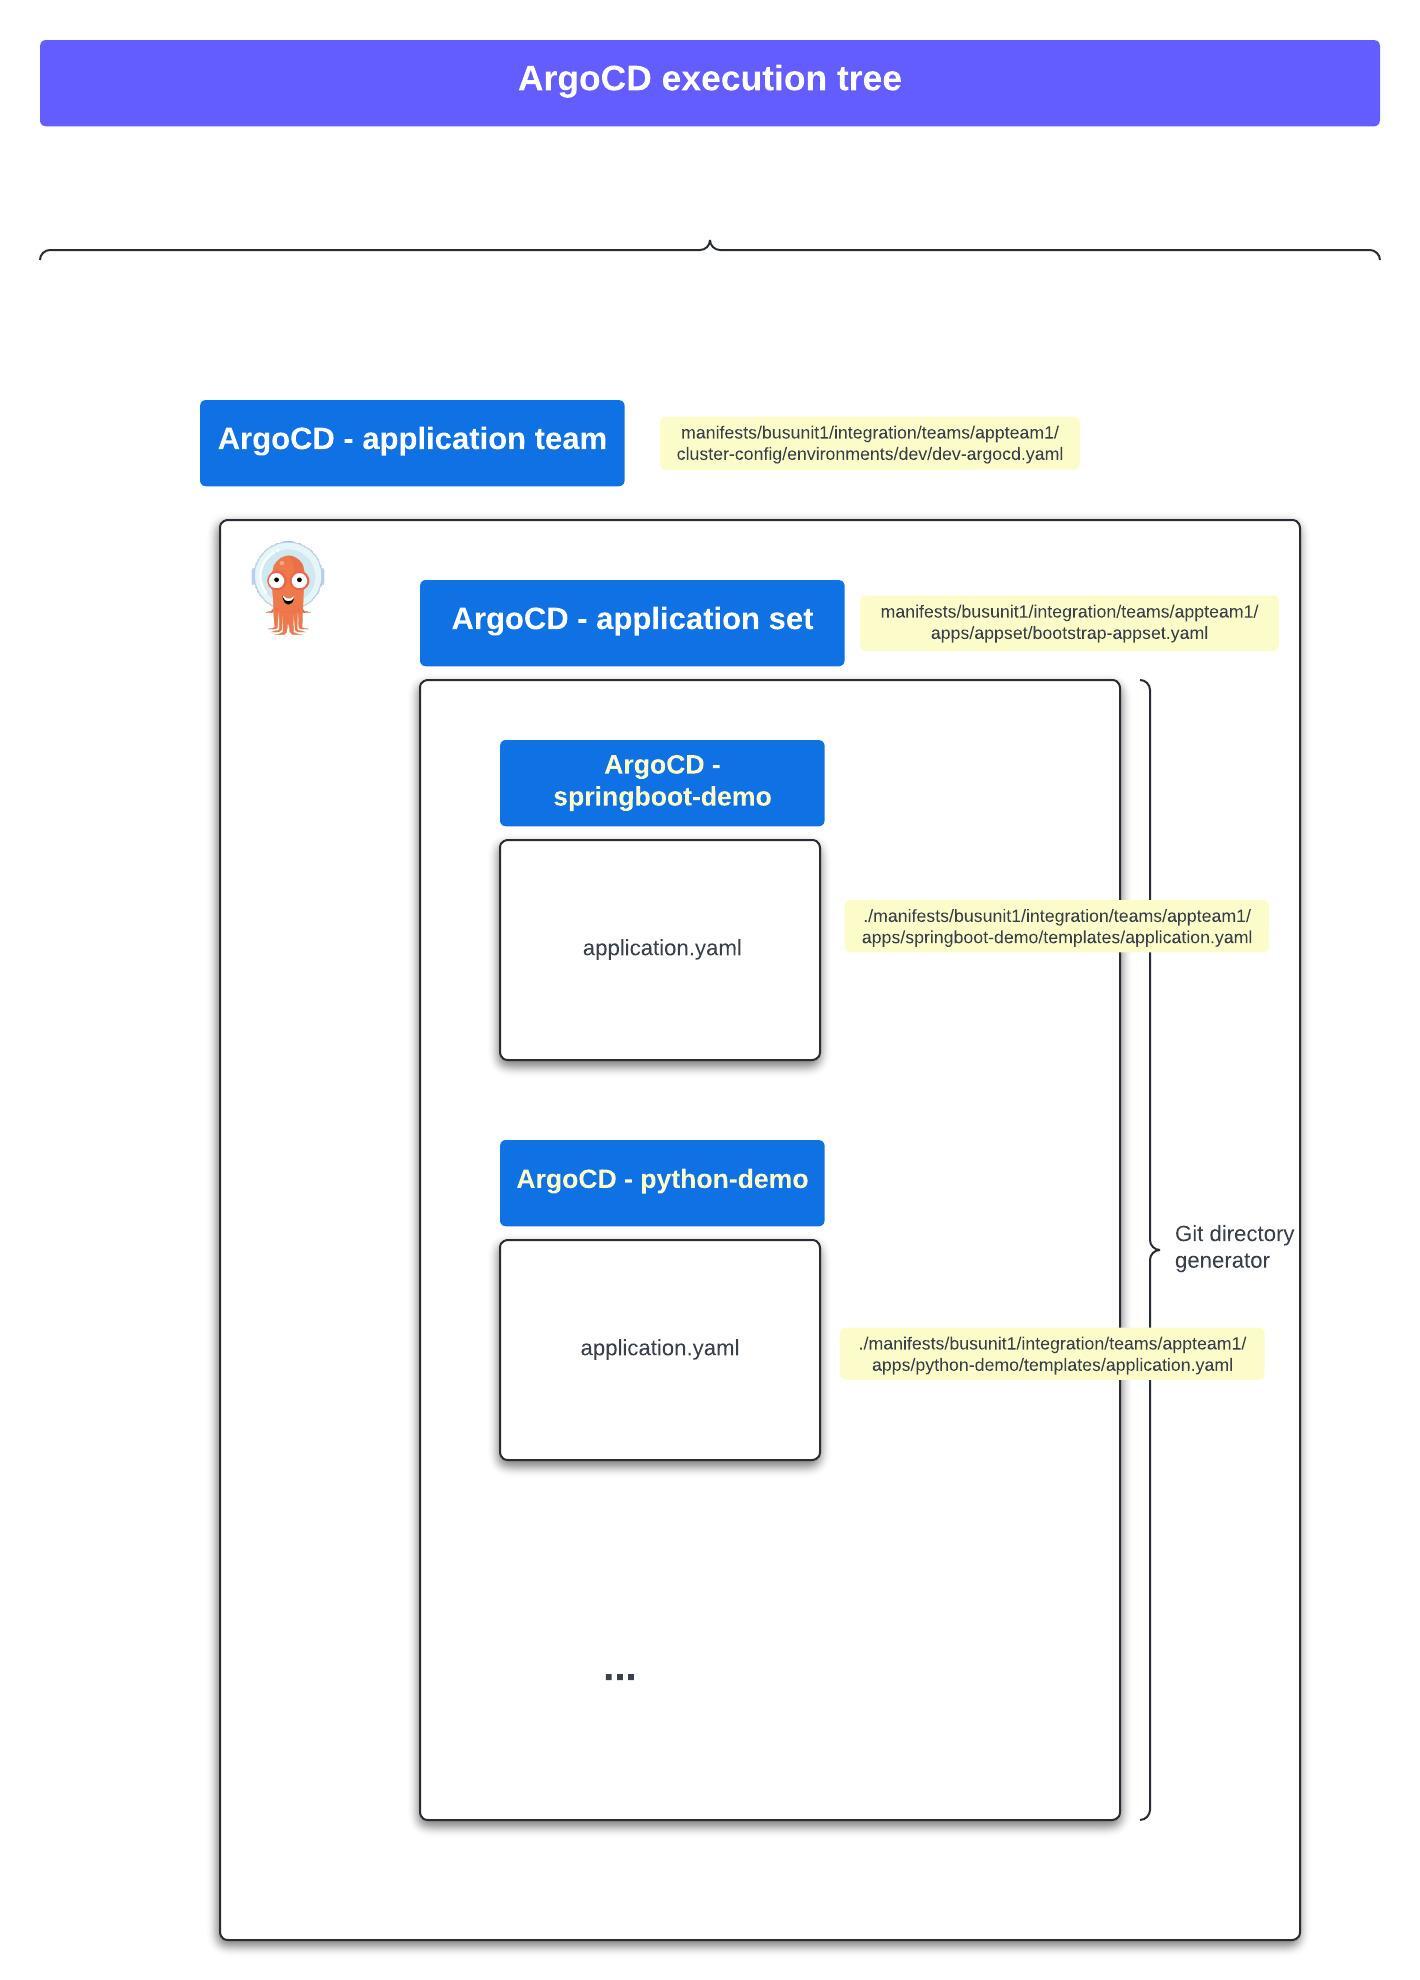 ArgoCD execution tree
ArgoCD - application team
manifests/busunit1/integration/teams/appteam1/
cluster-config/environments/dev/dev-argocd.yaml
ArgoCD - application set
manifests/busunit1/integration/teams/appteam1/
apps/appset/bootstrap-appset.yaml
ArgoCD -
springboot-demo
application.yaml
./manifests/busunit1/integration/teams/appteam1/
apps/springboot-demo/templates/application.yaml
ArgoCD - python-demo
Git directory
generator
application.yaml
./manifests/busunit1/integration/teams/appteam1/
apps/python-demo/templates/application.yaml
...